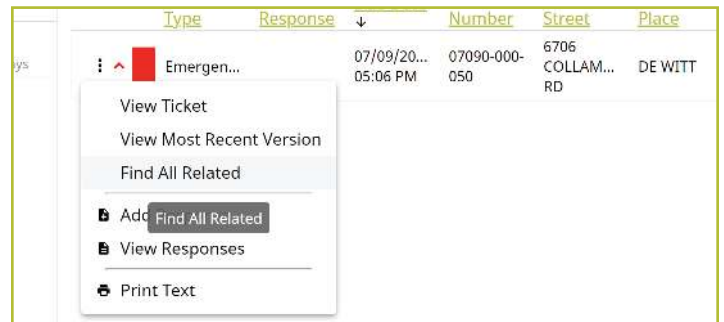 Type Response ↓ Number Street Place
ys
Emergen... 07/09/20... 05:06 PM 07090-000-050 6706 COLLAM... RD DE WITT
View Ticket
View Most Recent Version
Find All Related
Add
Find All Related
View Responses
Print Text